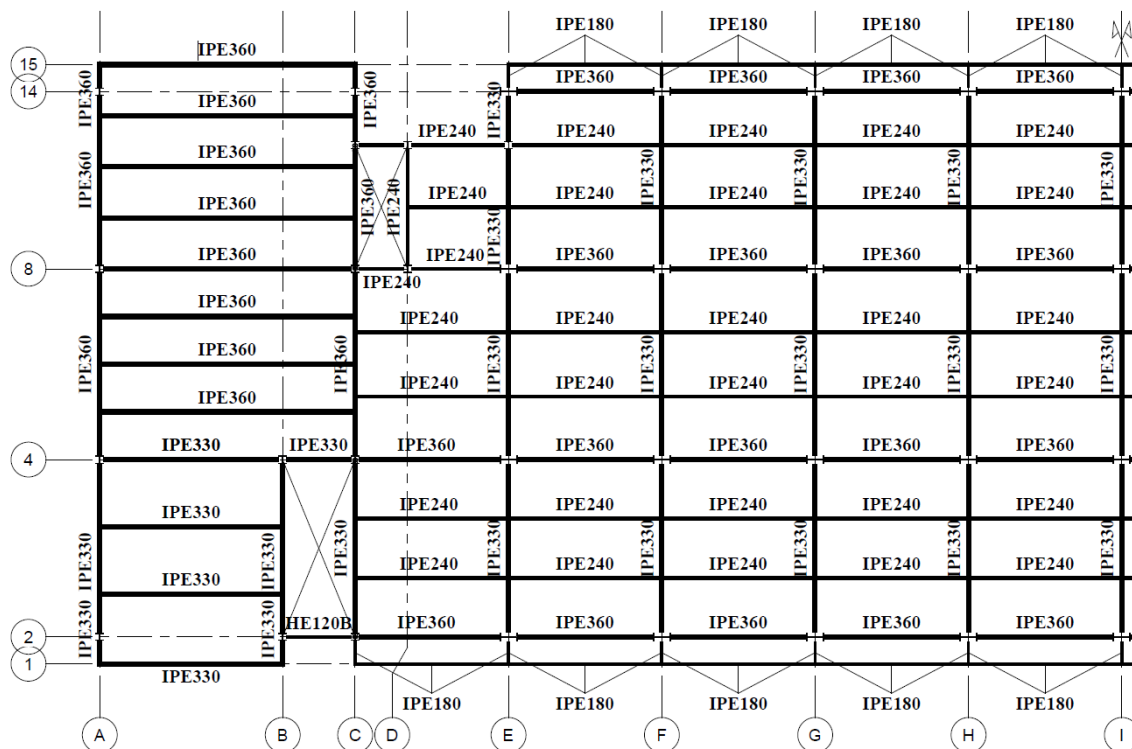 IPE180 IPE180 IPE180 IPE180
IPE360
15
IPE360 IPE360 IPE360 IPE360 IPE360 IPE360 IPE330
14
IPE360
IPE240 IPE240 IPE240 IPE240 IPE240
IPE360
IPE360 IPE330 IPE330 IPE330 IPE330
IPE360 IPE240 IPE240 IPE240 IPE240 IPE240 IPE240
IPE360
IPE330
IPE360 IPE240 IPE360 IPE360 IPE360 IPE360
8
IPE240
IPE360
IPE240 IPE240 IPE240 IPE240 IPE240
IPE360
IPE360 IPE360 IPE330 IPE330 IPE330 IPE330 IPE330
IPE240 IPE240 IPE240 IPE240 IPE240
IPE360
IPE330 IPE330 IPE360 IPE360 IPE360 IPE360 IPE360
4
IPE330
IPE240 IPE240 IPE240 IPE240 IPE240
IPE330 IPE330 IPE330 IPE330 IPE330 IPE330 IPE330 IPE330
IPE330
IPE240 IPE240 IPE240 IPE240 IPE240
IPE330 IPE330
HE120B IPE360 IPE360 IPE360 IPE360 IPE360
2
1
IPE330
IPE180 IPE180 IPE180 IPE180 IPE180
A B C D E F G H I